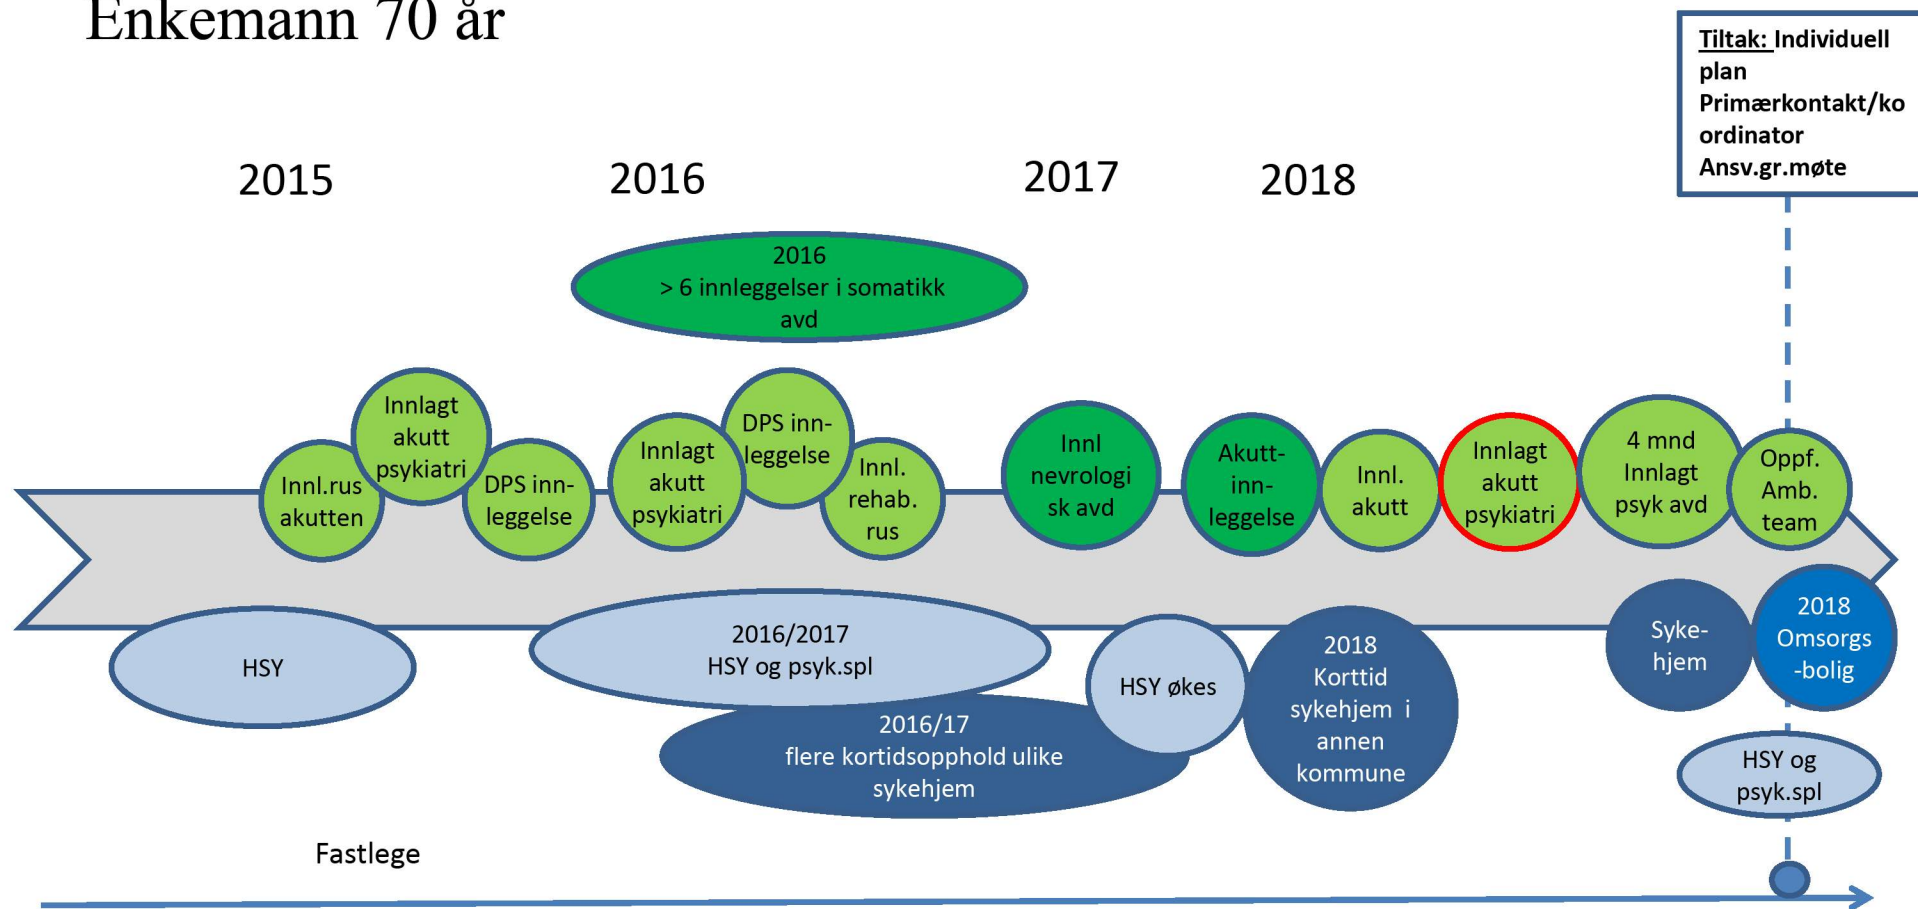 Enkemann 70 år
Tiltak: Individuell
plan
Primærkontakt/ko
ordinator
Ansv.gr.møte
2015
2016
2017
2018
2016
> 6 innleggelser i somatikk
avd
Innl.rus
akutten
Innlagt
akutt
psykiatri
DPS inn-
leggelse
Innlagt
akutt
psykiatri
DPS inn-
leggelse
Innl.
rehab.
rus
Innl
nevrologi
sk avd
Akutt-
inn-
leggelse
Innl.
akutt
Innlagt
akutt
psykiatri
4 mnd
Innlagt
psyk avd
Oppf.
Amb.
team
HSY
2016/2017
HSY og psyk.spl
2016/17
flere kortidsopphold ulike
sykehjem
HSY økes
2018
Korttid
sykehjem i
annen
kommune
Syke-
hjem
2018
Omsorgs
-bolig
HSY og
psyk.spl
Fastlege